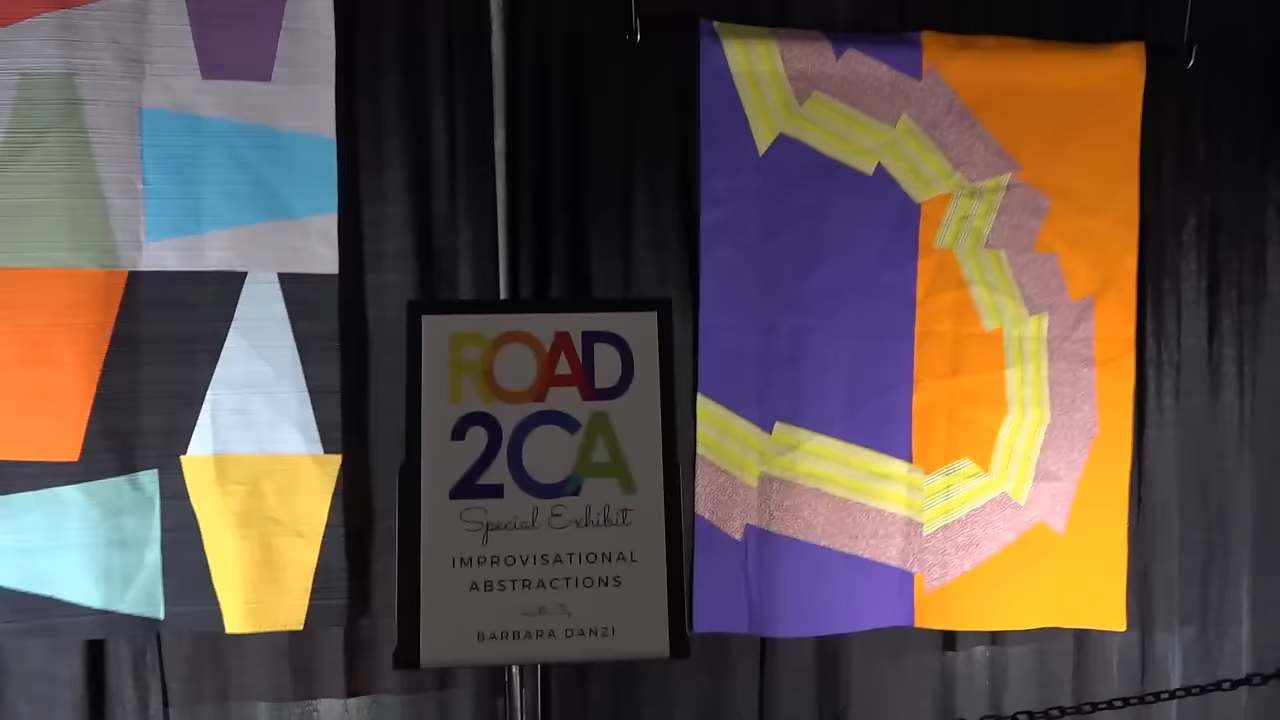 ROAD
2CA
Special Exhibit
IMPROVISATIONAL
ABSTRACTIONS
BARBARA DANZI